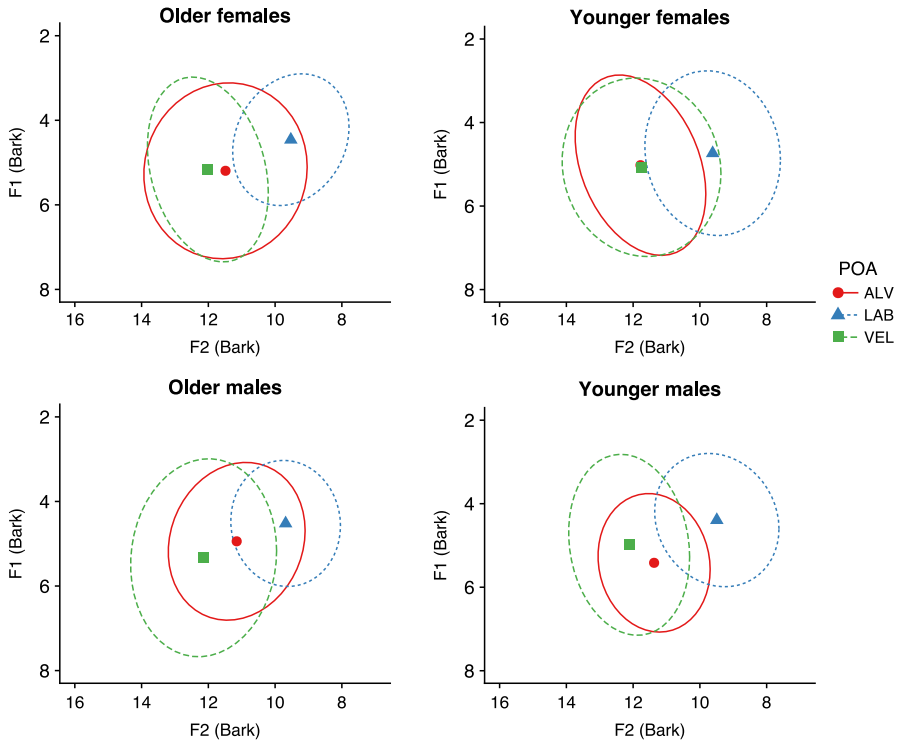 Older females
2
4
6
8
F1 (Bark)
16 14 12 10 8
F2 (Bark)
Younger females
2
4
6
8
F1 (Bark)
16 14 12 10 8
F2 (Bark)
POA
ALV
LAB
VEL
Older males
2
4
6
8
F1 (Bark)
16 14 12 10 8
F2 (Bark)
Younger males
2
4
6
8
F1 (Bark)
16 14 12 10 8
F2 (Bark)